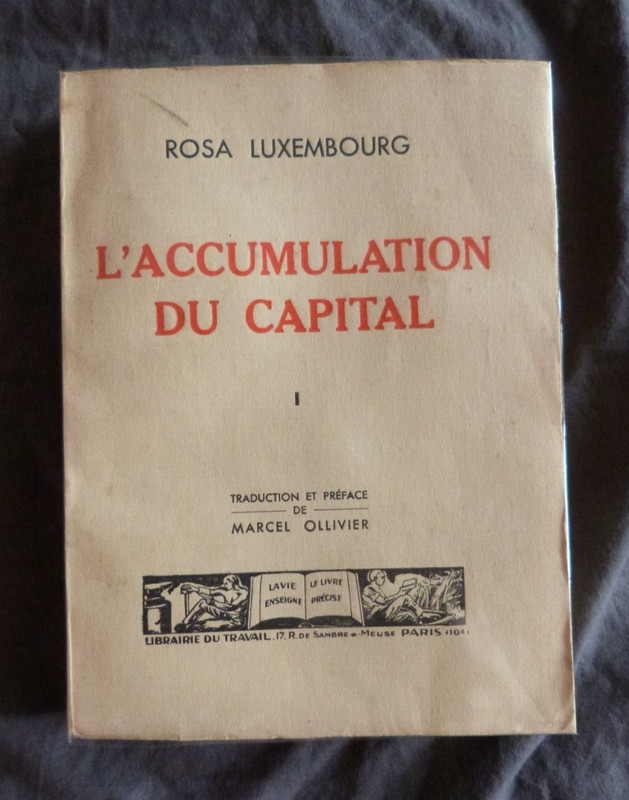 ROSA LUXEMBOURG
L'ACCUMULATION
DU CAPITAL
I
TRADUCTION ET PRÉFACE
DE
MARCEL OLLIVIER
LA VIE
ENSEIGNE
LE LIVRE
PRÉCISE
LIBRAIRIE DU TRAVAIL. 17, R. DE SAMBRE-&-MEUSE PARIS (10e)